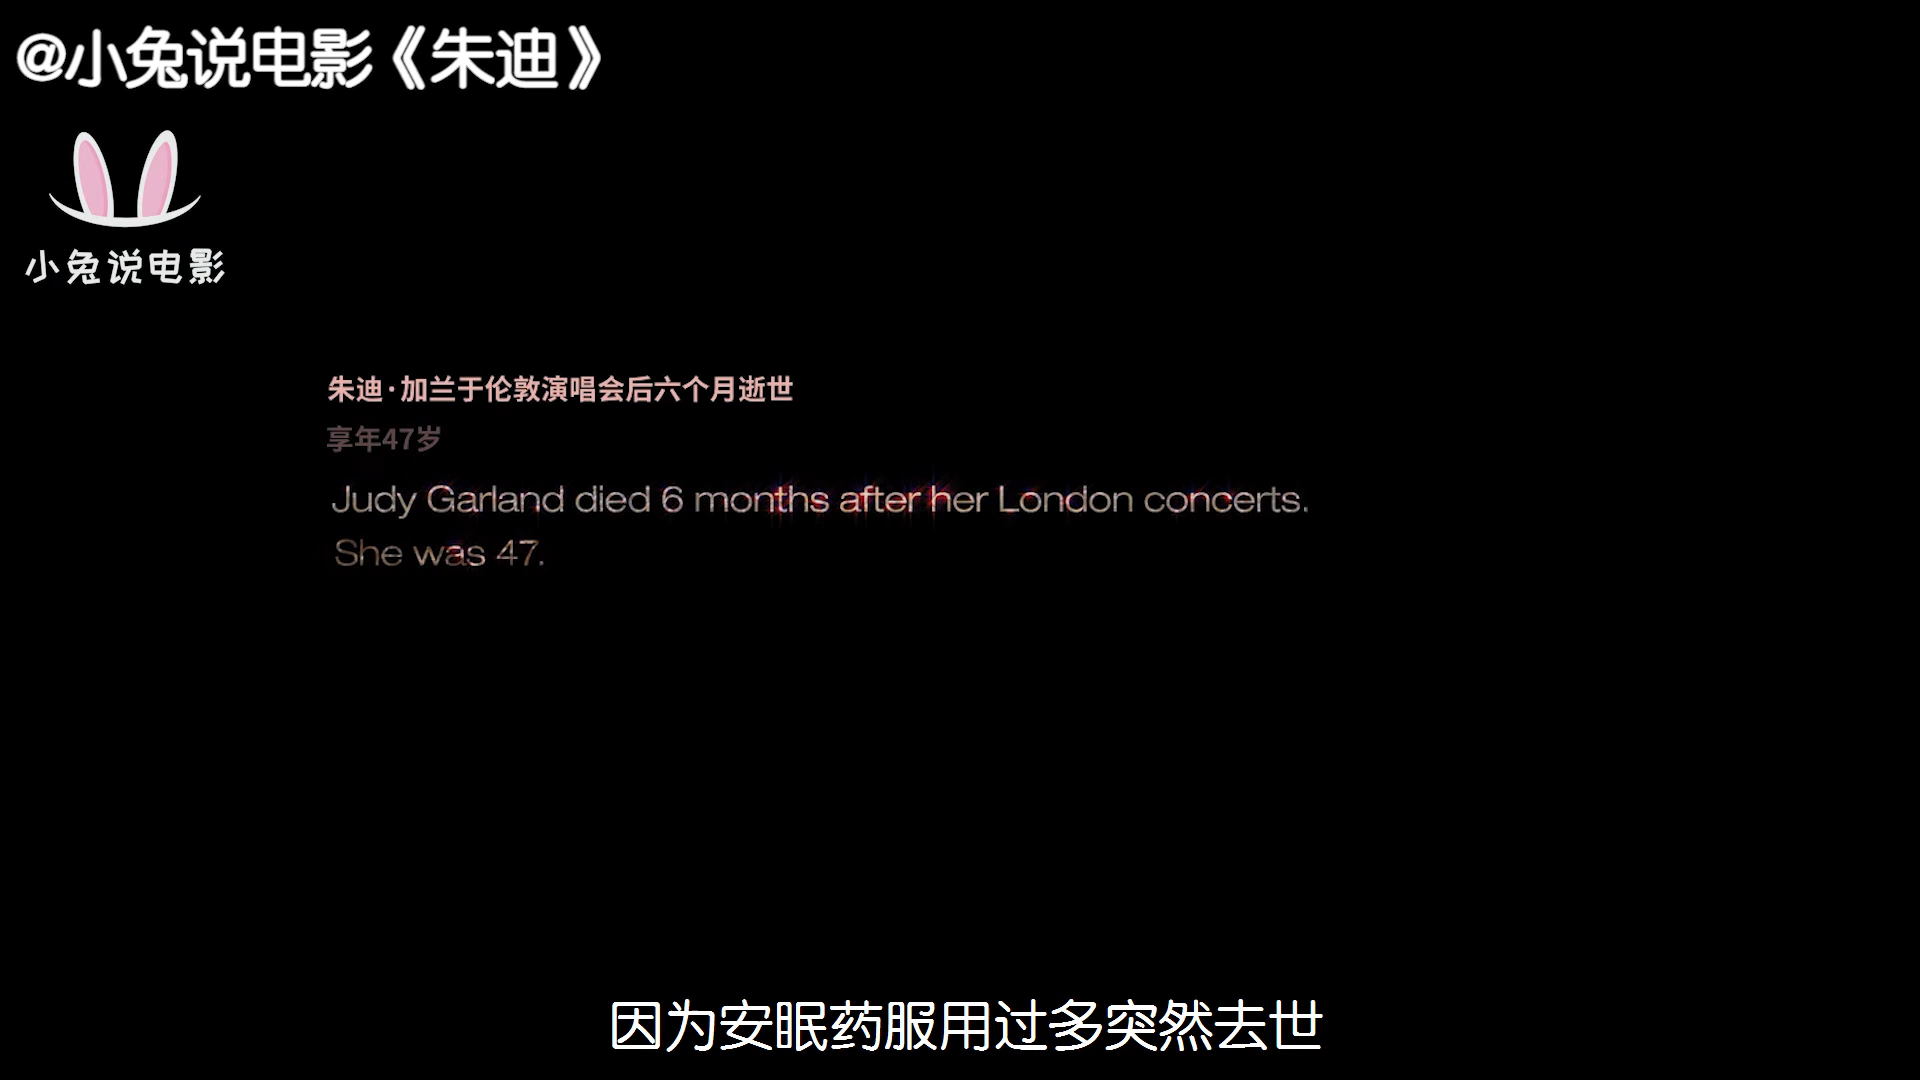 @小兔说电影《朱迪》
小兔说电影
朱迪·加兰于伦敦演唱会后六个月逝世
享年47岁
Judy Garland died 6 months after her London concerts.
She was 47.
因为安眠药服用过多突然去世